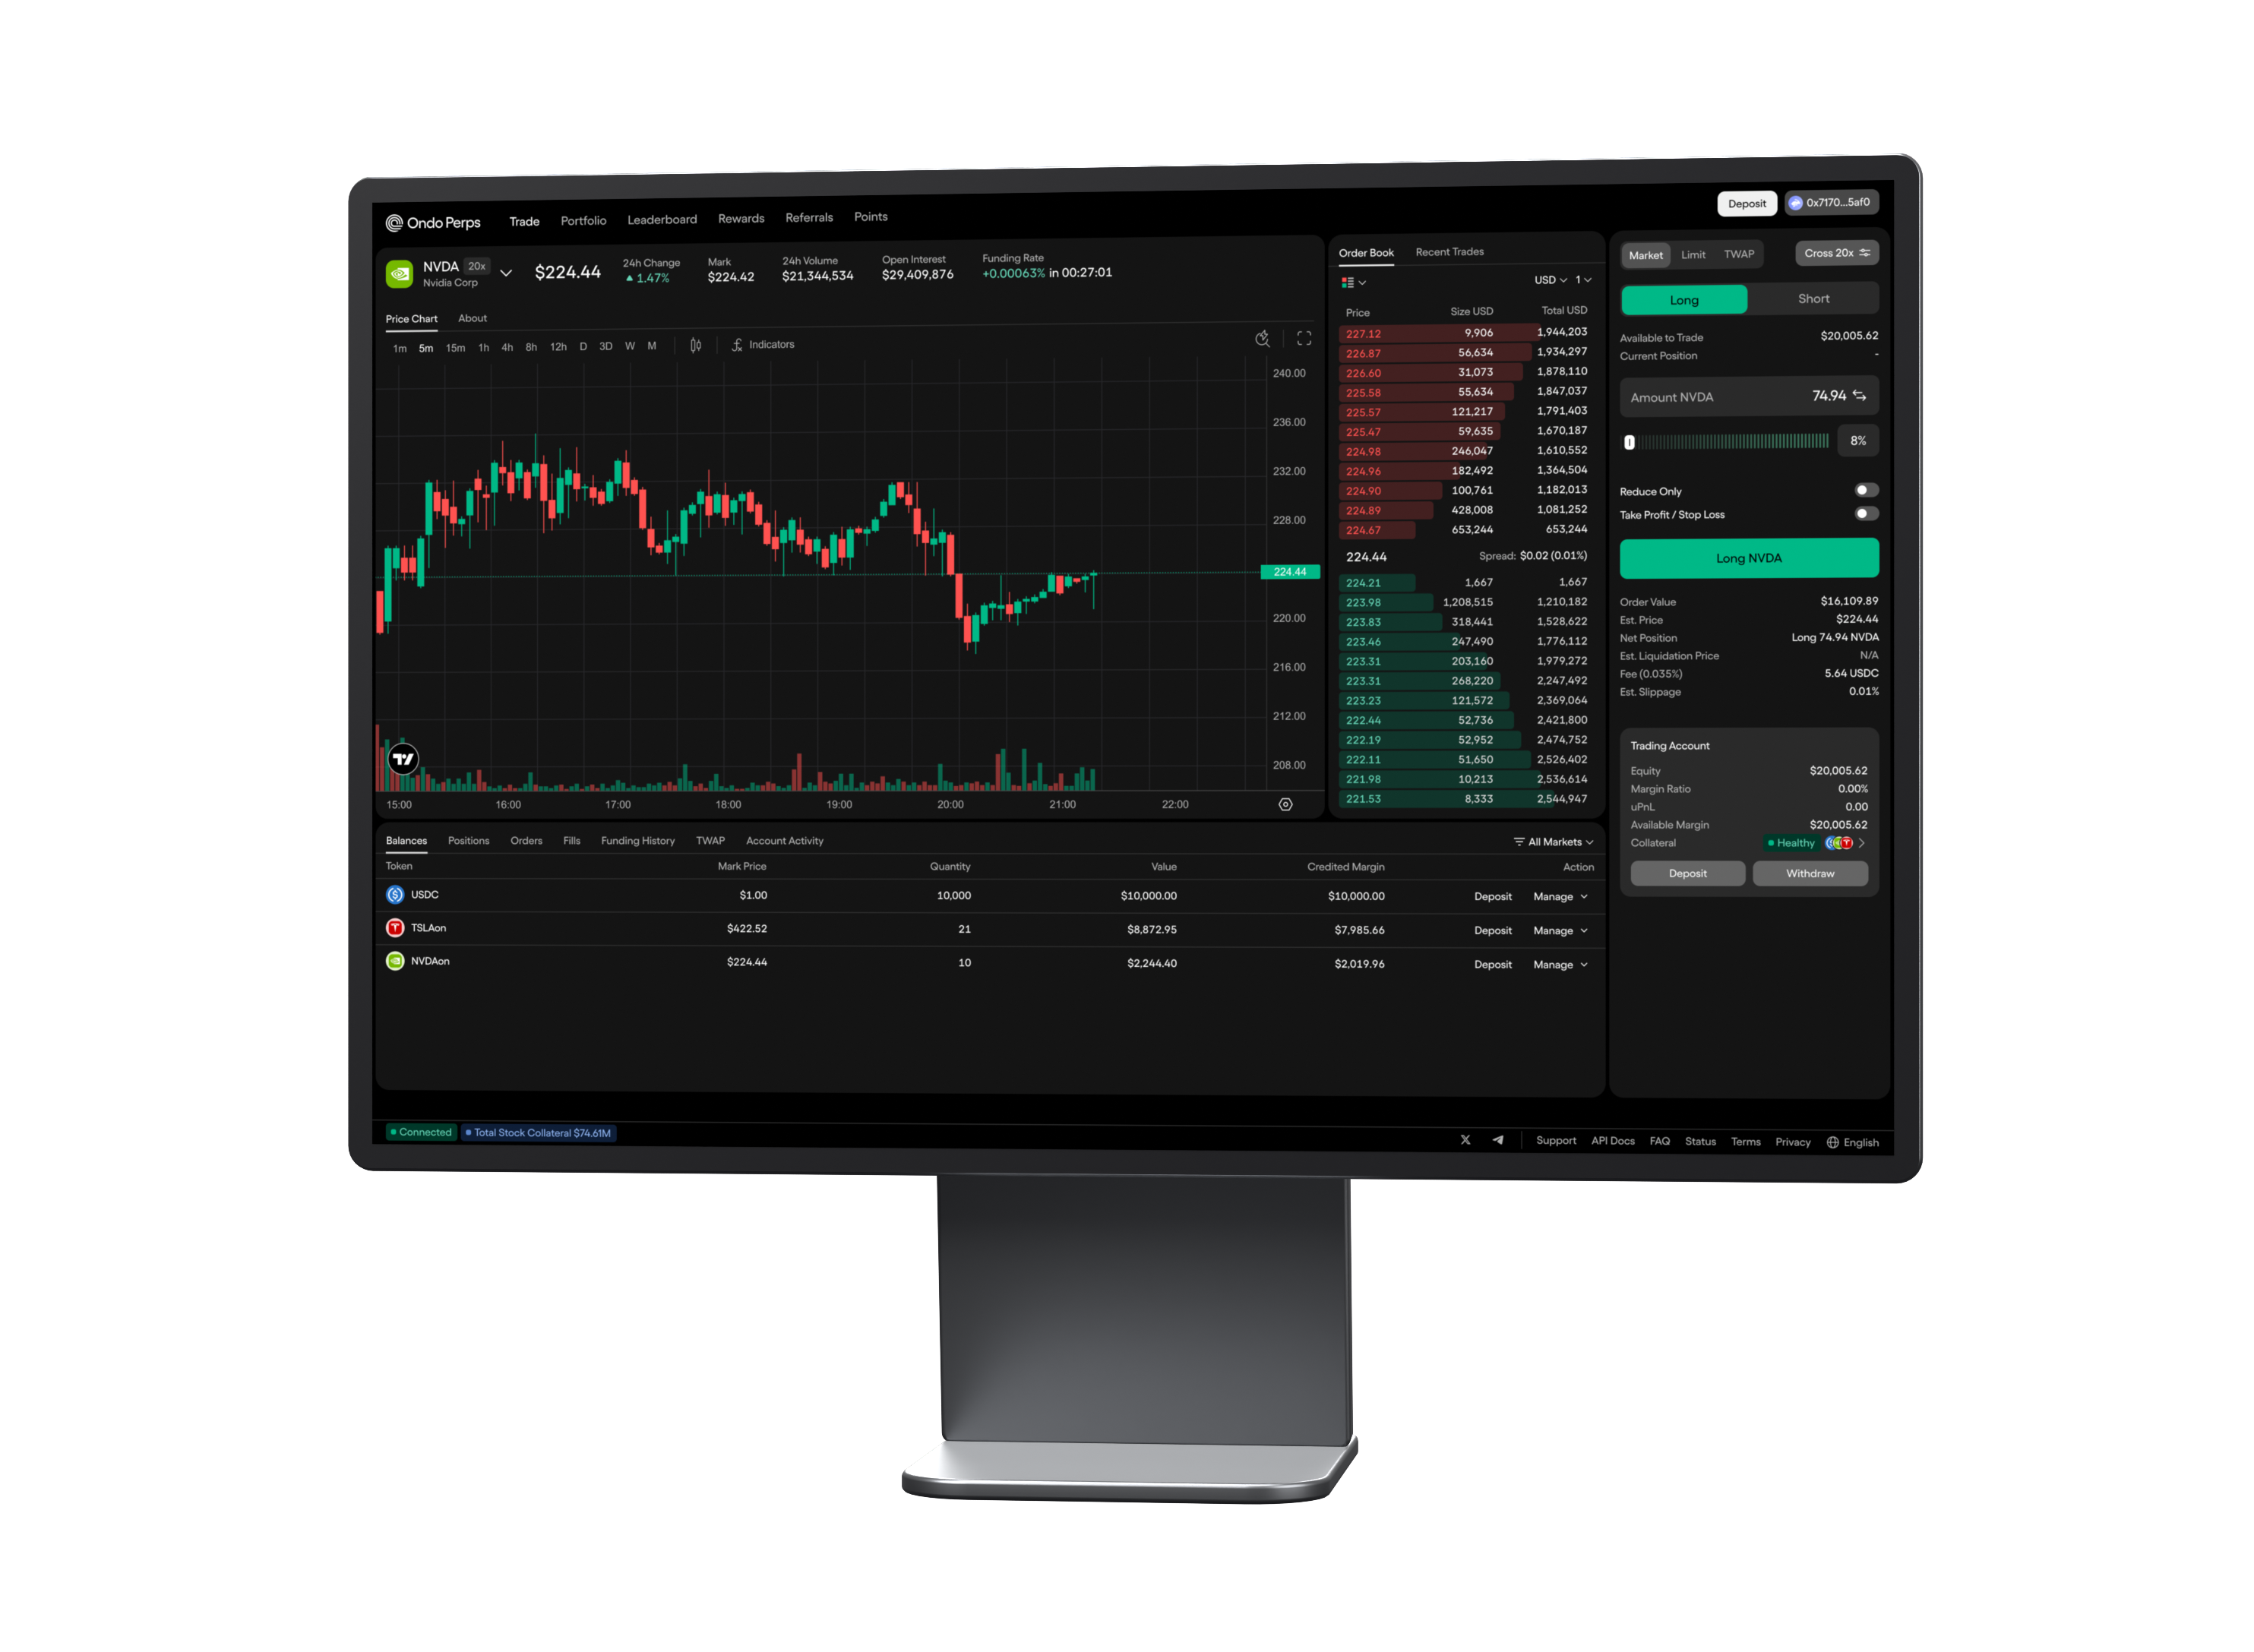 Ondo Perps Trade Portfolio Leaderboard Rewards Referrals Points Deposit 0x7170...5af0
NVDA 20x
Nvidia Corp
$224.44
24h Change
1.47%
Mark
$224.42
24h Volume
$21,344,534
Open Interest
$29,409,876
Funding Rate
+0.00063% in 00:27:01
Price Chart About
1m 5m 15m 1h 4h 8h 12h D 3D W M Indicators
240.00
236.00
232.00
228.00
224.44
220.00
216.00
212.00
208.00
15:00 16:00 17:00 18:00 19:00 20:00 21:00 22:00
Order Book Recent Trades
USD 1
Price Size USD Total USD
227.12 9,906 1,944,203
226.87 56,634 1,934,297
226.60 31,073 1,878,110
225.58 55,634 1,847,037
225.57 121,217 1,791,403
225.47 59,635 1,670,187
224.98 246,047 1,610,552
224.96 182,492 1,364,504
224.90 100,761 1,182,013
224.89 428,008 1,081,252
224.67 653,244 653,244
224.44 Spread: $0.02 (0.01%)
224.21 1,667 1,667
223.98 1,208,515 1,210,182
223.83 318,441 1,528,622
223.46 247,490 1,776,112
223.31 203,160 1,979,272
223.31 268,220 2,247,492
223.23 121,572 2,369,064
222.44 52,736 2,421,800
222.19 52,952 2,474,752
222.11 51,650 2,526,402
221.98 10,213 2,536,614
221.53 8,333 2,544,947
Market Limit TWAP Cross 20x
Long Short
Available to Trade $20,005.62
Current Position -
Amount NVDA 74.94
8%
Reduce Only
Take Profit / Stop Loss
Long NVDA
Order Value $16,109.89
Est. Price $224.44
Net Position Long 74.94 NVDA
Est. Liquidation Price N/A
Fee (0.035%) 5.64 USDC
Est. Slippage 0.01%
Trading Account
Equity $20,005.62
Margin Ratio 0.00%
uPnL 0.00
Available Margin $20,005.62
Collateral Healthy
Deposit Withdraw
Balances Positions Orders Fills Funding History TWAP Account Activity All Markets
Token Mark Price Quantity Value Credited Margin Action
USDC $1.00 10,000 $10,000.00 $10,000.00 Deposit Manage
TSLAon $422.52 21 $8,872.95 $7,985.66 Deposit Manage
NVDAon $224.44 10 $2,244.40 $2,019.96 Deposit Manage
Connected Total Stock Collateral $74.61M Support API Docs FAQ Status Terms Privacy English